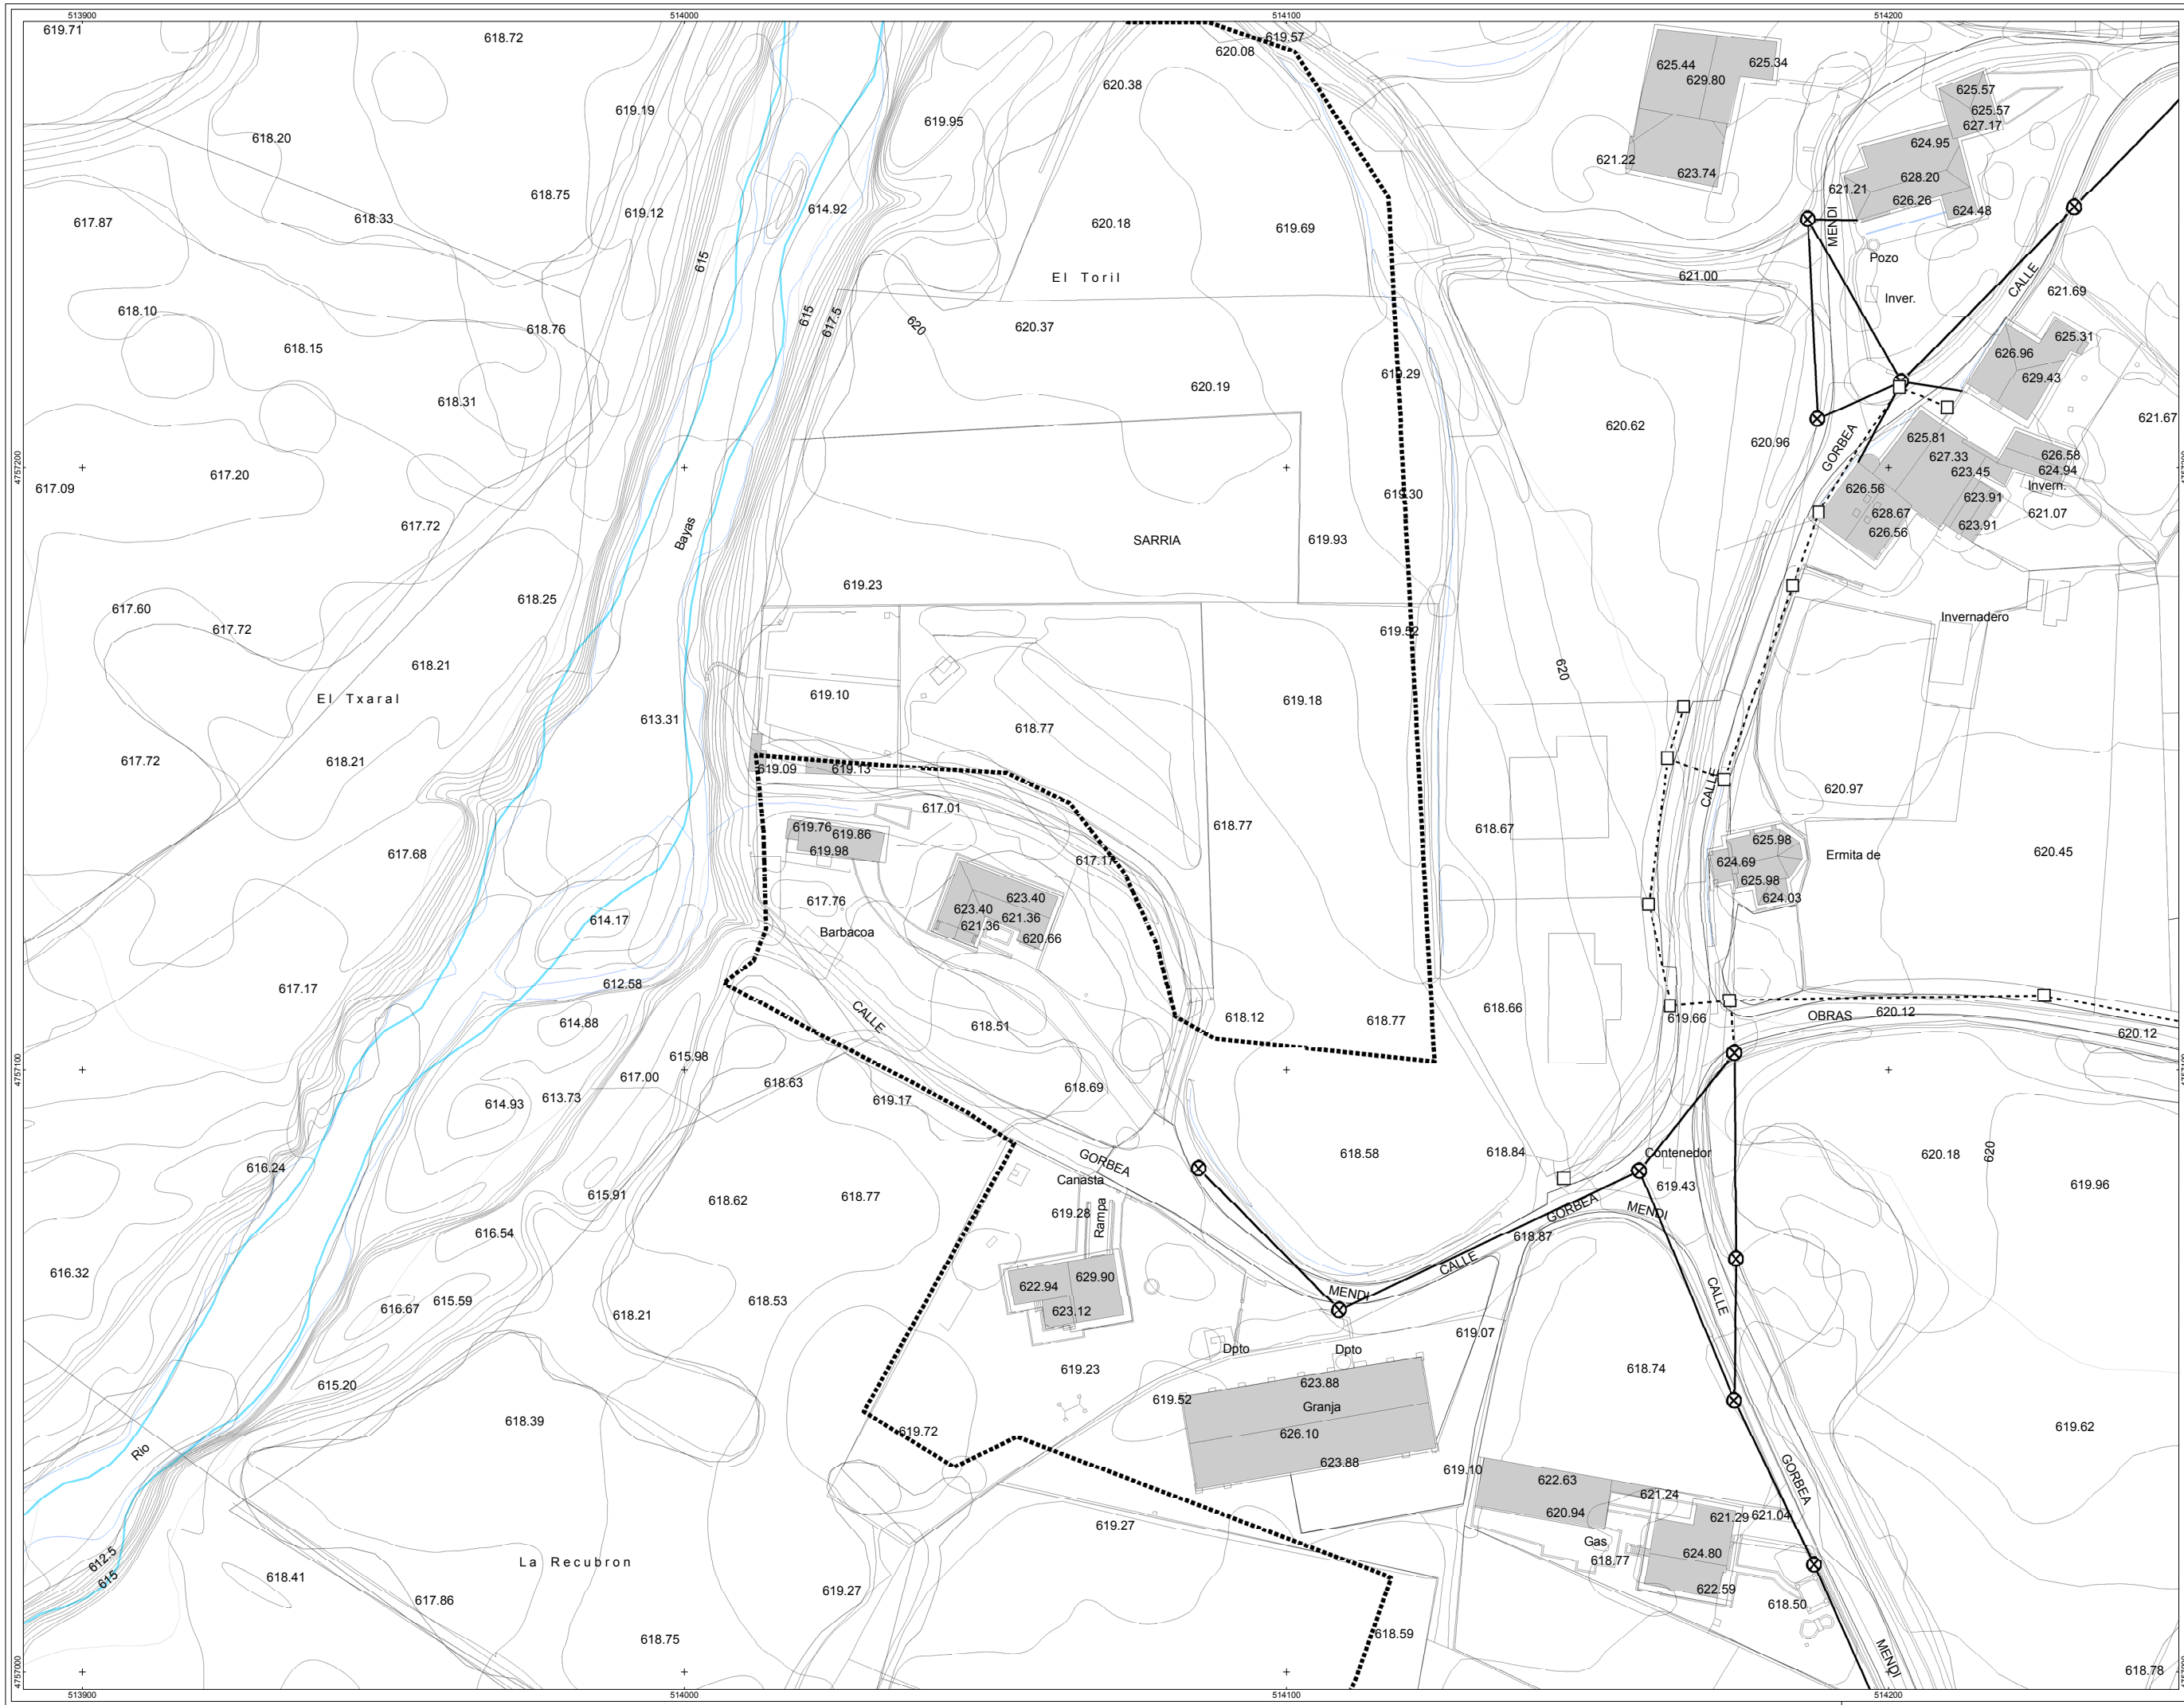 513900 514000 514100 514200
619.71 618.72 619.57
620.08 625.44 625.34
629.80
620.38 625.57
619.19 625.57
619.95 627.17
618.20 624.95
621.22
623.74 628.20
618.75 621.21
626.26
619.12 614.92 624.48
618.33
617.87 620.18 619.69 MENDI
615 Pozo
El Toril 621.00 CALLE
621.69
Inver.
618.10 615 617.5 620 620.37
618.76 625.31
618.15 626.96
619.29 629.43
620.19
618.31 621.67
620.62
620.96 GORBEA 625.81
4757200 627.33 626.58 4757200
617.09 617.20 623.45 624.94
619.30 626.56 Invern.
623.91
617.72 Bayas 628.67 621.07
626.56 623.91
SARRIA 619.93
619.23
618.25
617.60
617.72 619.52 Invernadero
618.21 620
El Txaral 619.10 619.18
613.31
618.77
617.72 618.21 619.09 619.13
CALLE 620.97
617.01
619.76 619.86 618.77 618.67
619.98 625.98
617.68 617.17 624.69 Ermita de 620.45
625.98
617.76 623.40 623.40 624.03
614.17 621.36
621.36
Barbacoa 620.66
612.58
617.17
CALLE 618.51 618.12 618.77 618.66 619.66 OBRAS 620.12
614.88 620.12
615.98
4757100 617.00 618.63 618.69 4757100
614.93 613.73 619.17
618.58 618.84 Contenedor 620.18 620
616.24 GORBEA
615.91 618.62 618.77 Canasta 619.43 619.96
619.28 Rampa GORBEA MENDI
616.54 618.87
616.32 CALLE
622.94 629.90 CALLE
616.67 615.59 618.21 618.53 623.12 MENDI
619.07
Dpto Dpto
615.20 619.23 618.74
623.88
619.52 Granja
618.39 619.72 626.10 619.62
Rio 623.88 619.10 GORBEA
622.63
621.24
620.94 621.29 621.04
619.27
Gas
612.5 La Recubron 618.77 624.80
615 618.41 619.27 622.59
617.86 618.50
618.75 618.59 MENDI
4757000 618.78 4757000
513900 514000 514100 514200